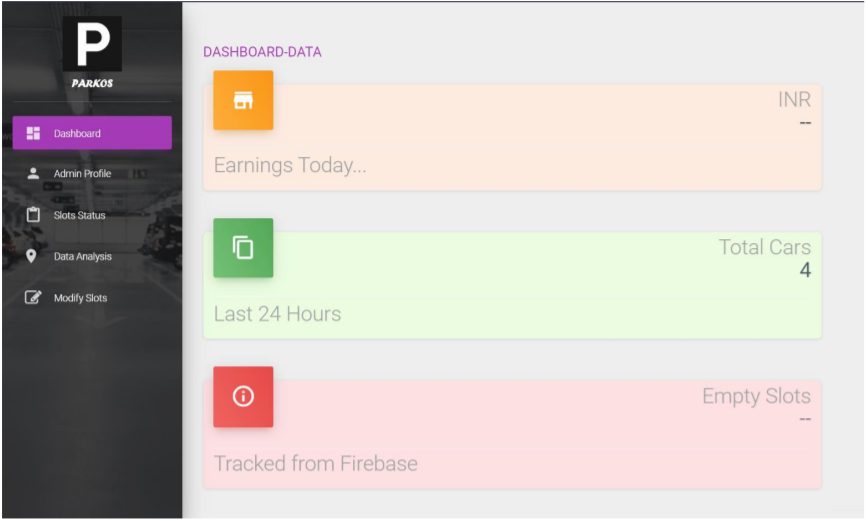 P
PARKOS
Dashboard
Admin Profile
Slots Status
Data Analysis
Modify Slots
DASHBOARD-DATA
INR
--
Earnings Today...
Total Cars
4
Last 24 Hours
Empty Slots
--
Tracked from Firebase